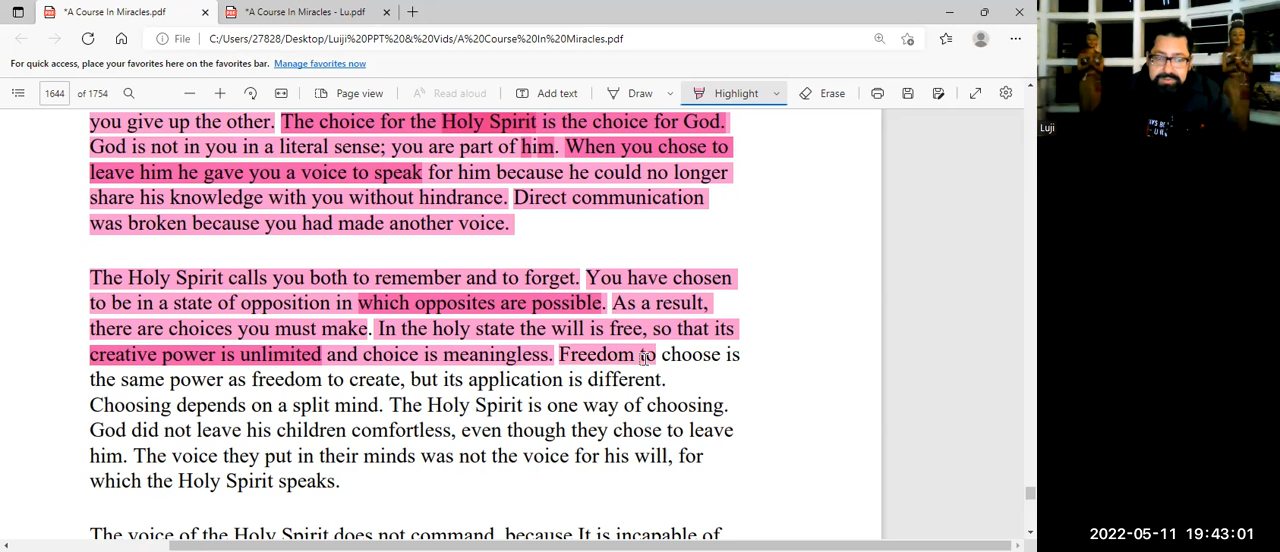 *A Course In Miracles.pdf
*A Course In Miracles - Lu.pdf
File
C:/Users/27828/Desktop/Luiji%20PPT%20&%20Vids/A%20Course%20In%20Miracles.pdf
For quick access, place your favorites here on the favorites bar. Manage favorites now
1644 of 1754
Page view
Read aloud
Add text
Draw
Highlight
Erase
you give up the other. The choice for the Holy Spirit is the choice for God.
God is not in you in a literal sense; you are part of him. When you chose to
leave him he gave you a voice to speak for him because he could no longer
share his knowledge with you without hindrance. Direct communication
was broken because you had made another voice.
The Holy Spirit calls you both to remember and to forget. You have chosen
to be in a state of opposition in which opposites are possible. As a result,
there are choices you must make. In the holy state the will is free, so that its
creative power is unlimited and choice is meaningless. Freedom to choose is
the same power as freedom to create, but its application is different.
Choosing depends on a split mind. The Holy Spirit is one way of choosing.
God did not leave his children comfortless, even though they chose to leave
him. The voice they put in their minds was not the voice for his will, for
which the Holy Spirit speaks.
The voice of the Holy Spirit does not command, because It is incapable of
Luji
2022-05-11 19:43:01